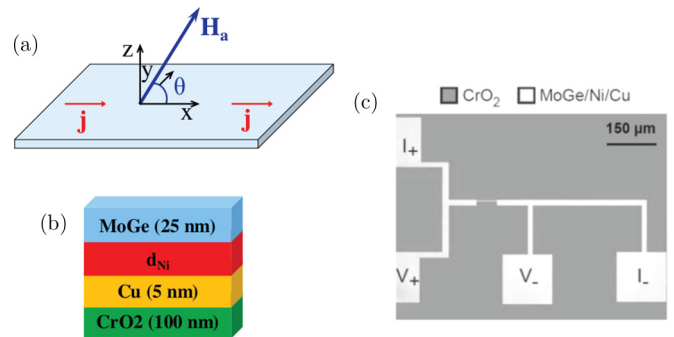 (a)
H_a
z
y
θ
x
j
j
(b)
MoGe (25 nm)
d_Ni
Cu (5 nm)
CrO2 (100 nm)
(c)
CrO₂ MoGe/Ni/Cu
150 µm
I+
V+
V-
I-